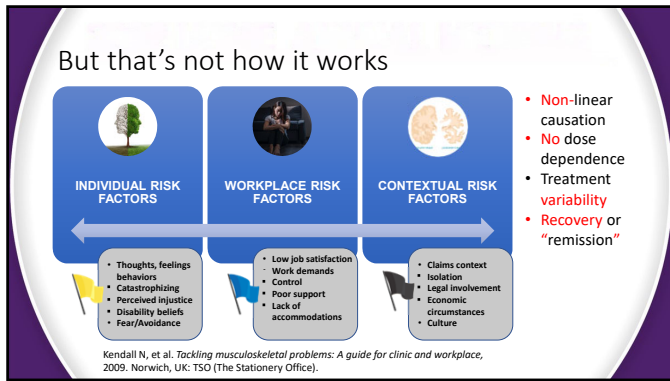 But that's not how it works
INDIVIDUAL RISK
FACTORS
• Thoughts, feelings
behaviors
• Catastrophizing
• Perceived injustice
• Disability beliefs
• Fear/Avoidance
WORKPLACE RISK
FACTORS
• Low job satisfaction
- Work demands
• Control
• Poor support
• Lack of
accommodations
CONTEXTUAL RISK
FACTORS
• Claims context
• Isolation
• Legal involvement
• Economic
circumstances
• Culture
• Non-linear
causation
• No dose
dependence
• Treatment
variability
• Recovery or
"remission"
Kendall N, et al. Tackling musculoskeletal problems: A guide for clinic and workplace,
2009. Norwich, UK: TSO (The Stationery Office).